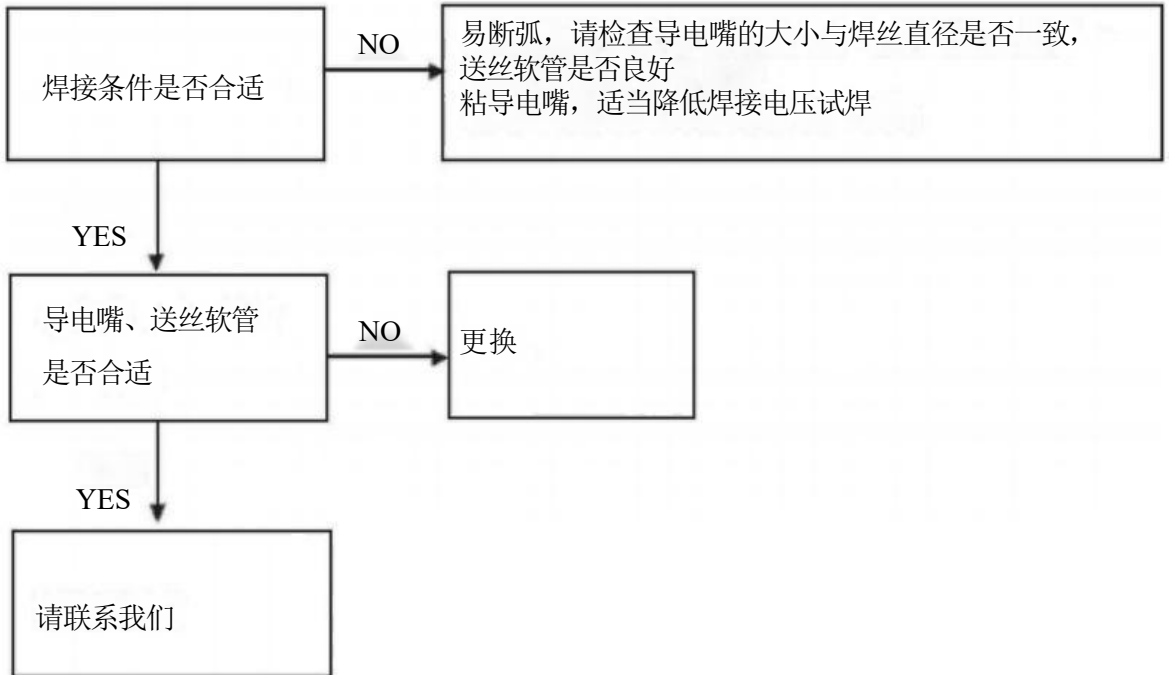 焊接条件是否合适
NO
易断弧，请检查导电嘴的大小与焊丝直径是否一致，
送丝软管是否良好
粘导电嘴，适当降低焊接电压试焊
YES
导电嘴、送丝软管
是否合适
NO
更换
YES
请联系我们